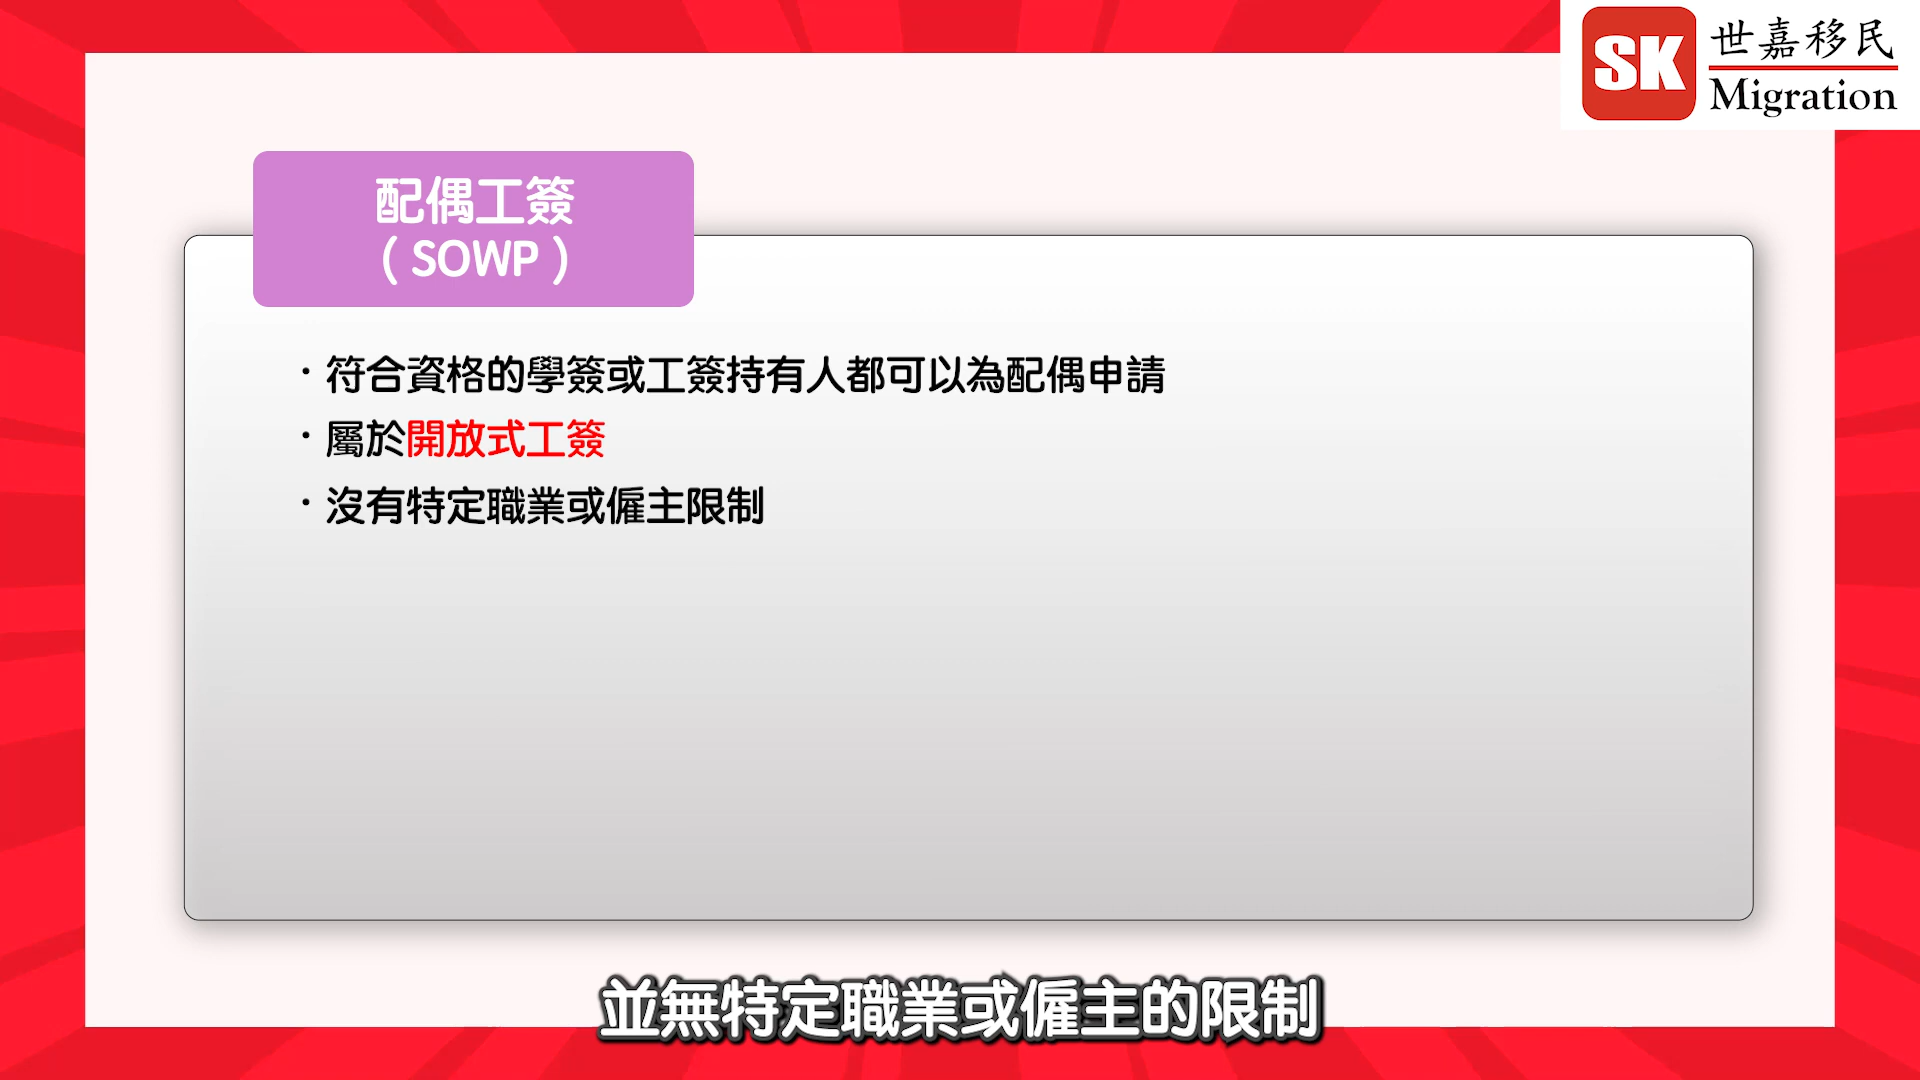 SK
世嘉移民
Migration
配偶工簽
(SOWP)
·符合資格的學簽或工簽持有人都可以為配偶申請
·屬於開放式工簽
·沒有特定職業或僱主限制
並無特定職業或僱主的限制